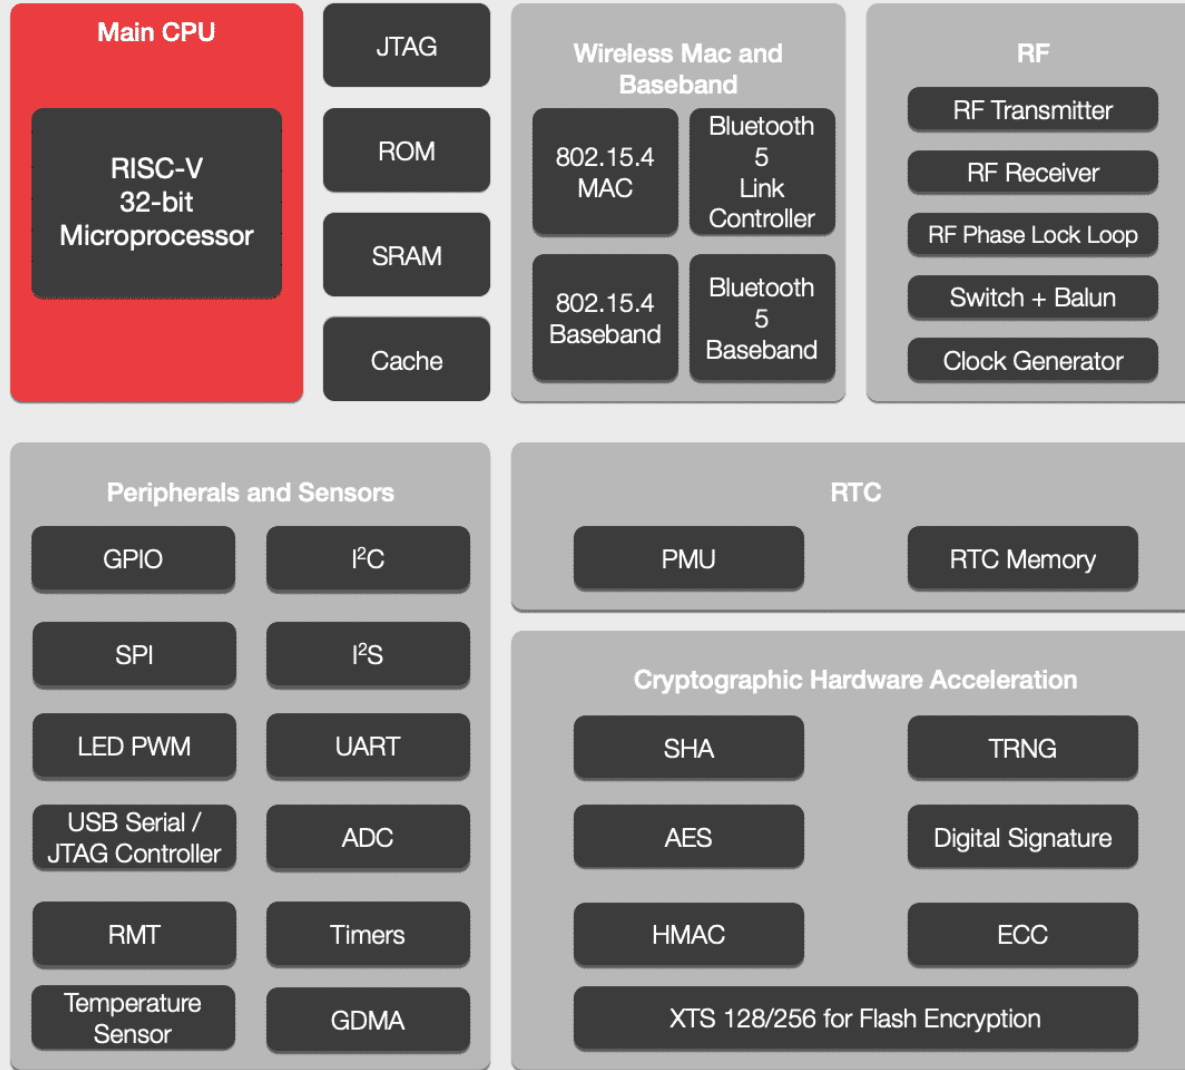 Main CPU
RISC-V
32-bit
Microprocessor
JTAG
ROM
SRAM
Cache
Wireless Mac and
Baseband
802.15.4
MAC
Bluetooth
5
Link
Controller
802.15.4
Baseband
Bluetooth
5
Baseband
RF
RF Transmitter
RF Receiver
RF Phase Lock Loop
Switch + Balun
Clock Generator
Peripherals and Sensors
GPIO
I²C
SPI
I²S
LED PWM
UART
USB Serial /
JTAG Controller
ADC
RMT
Timers
Temperature
Sensor
GDMA
RTC
PMU
RTC Memory
Cryptographic Hardware Acceleration
SHA
TRNG
AES
Digital Signature
HMAC
ECC
XTS 128/256 for Flash Encryption